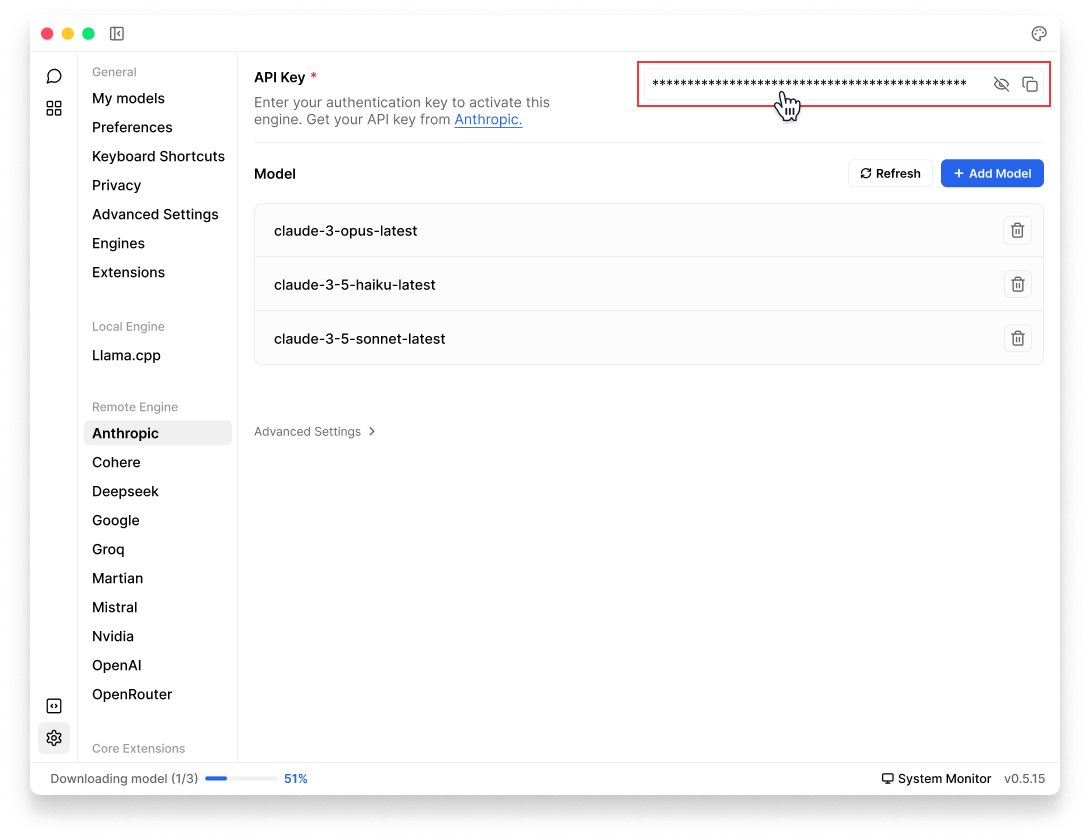 General
My models
Preferences
Keyboard Shortcuts
Privacy
Advanced Settings
Engines
Extensions
Local Engine
Llama.cpp
Remote Engine
Anthropic
Cohere
Deepseek
Google
Groq
Martian
Mistral
Nvidia
OpenAI
OpenRouter
Core Extensions
API Key *
Enter your authentication key to activate this
engine. Get your API key from Anthropic.
*********************************************
Model
Refresh
+ Add Model
claude-3-opus-latest
claude-3-5-haiku-latest
claude-3-5-sonnet-latest
Advanced Settings
Downloading model (1/3) 51%
System Monitor v0.5.15